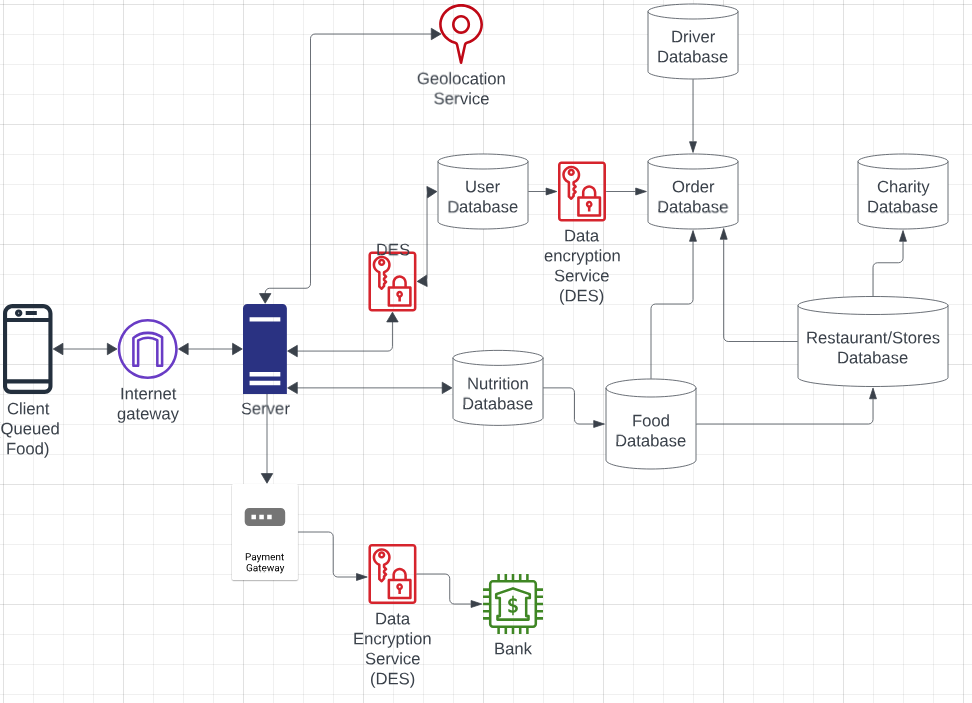 Driver
Database
Geolocation
Service
User
Database
Order
Database
Charity
Database
Data
encryption
Service
(DES)
DES
Restaurant/Stores
Database
Internet
gateway
Server
Nutrition
Database
Client
Queued
Food)
Food
Database
Payment
Gateway
$
Data
Encryption
Service
(DES)
Bank